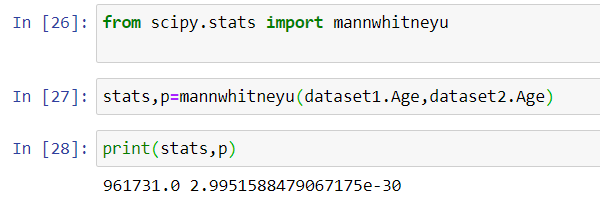 In [26]: from scipy.stats import mannwhitneyu
In [27]: stats,p=mannwhitneyu(dataset1.Age,dataset2.Age)
In [28]: print(stats,p)
961731.0 2.9951588479067175e-30